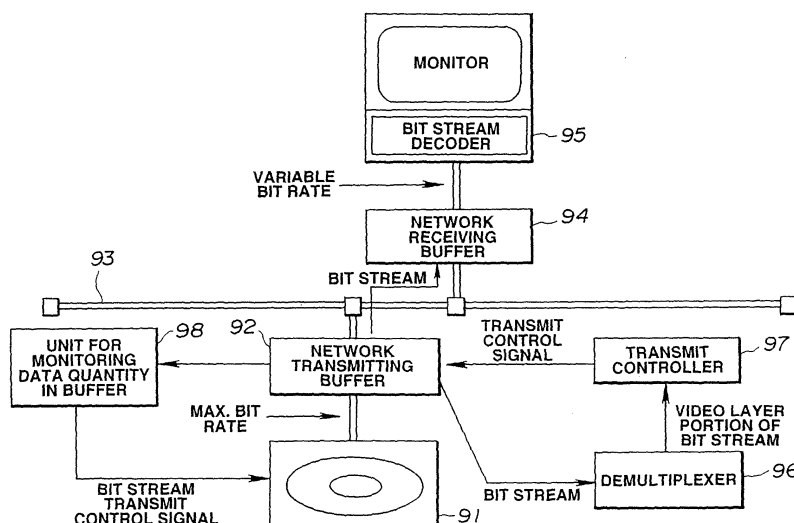 MONITOR
BIT STREAM
DECODER
95
VARIABLE
BIT RATE
NETWORK
RECEIVING
BUFFER
94
BIT STREAM
93
98
UNIT FOR
MONITORING
DATA QUANTITY
IN BUFFER
92
NETWORK
TRANSMITTING
BUFFER
TRANSMIT
CONTROL
SIGNAL
TRANSMIT
CONTROLLER
97
MAX. BIT
RATE
VIDEO LAYER
PORTION OF
BIT STREAM
BIT STREAM
TRANSMIT
CONTROL SIGNAL
91
BIT STREAM
DEMULTIPLEXER
96